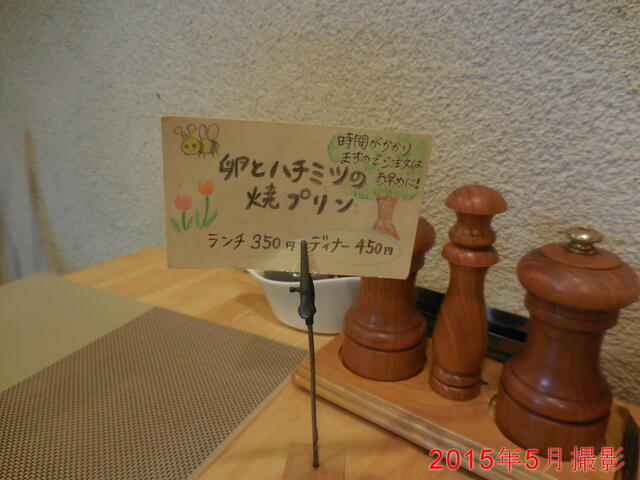 卵とハチミツの
焼プリン
時間がかかり
ますのでご注文は
お早めに!
ランチ 350円 ディナー 450円
2015年5月撮影